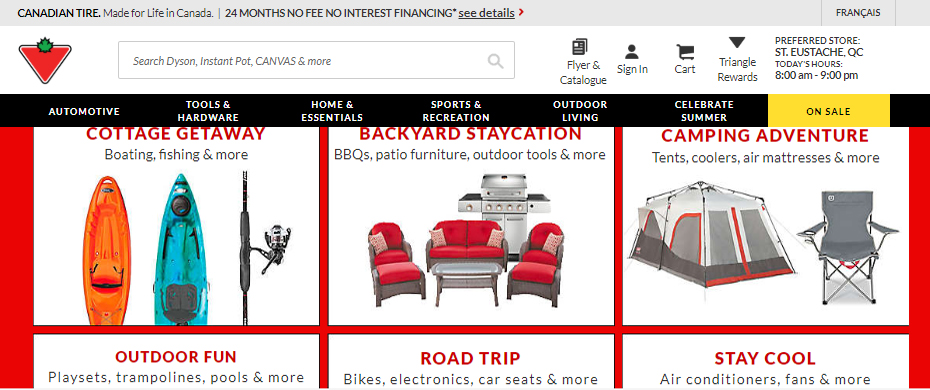 CANADIAN TIRE. Made for Life in Canada. | 24 MONTHS NO FEE NO INTEREST FINANCING* see details
FRANÇAIS
Search Dyson, Instant Pot, CANVAS & more
Flyer &
Catalogue
Sign In
Cart
Triangle
Rewards
PREFERRED STORE:
ST. EUSTACHE, QC
TODAY'S HOURS:
8:00 am - 9:00 pm
AUTOMOTIVE
TOOLS &
HARDWARE
HOME &
ESSENTIALS
SPORTS &
RECREATION
OUTDOOR
LIVING
CELEBRATE
SUMMER
ON SALE
COTTAGE GETAWAY
Boating, fishing & more
BACKYARD STAYCATION
BBQs, patio furniture, outdoor tools & more
CAMPING ADVENTURE
Tents, coolers, air mattresses & more
OUTDOOR FUN
Playsets, trampolines, pools & more
ROAD TRIP
Bikes, electronics, car seats & more
STAY COOL
Air conditioners, fans & more